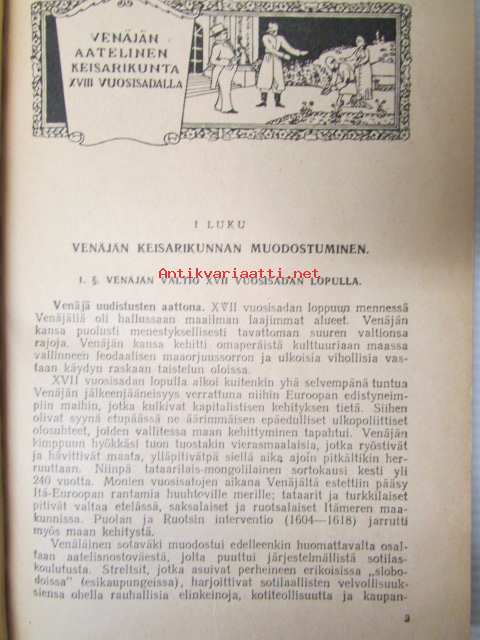 VENÄJÄN
AATELINEN
KEISARIKUNTA
XVIII VUOSISADALLA
I LUKU
VENÄJÄN KEISARIKUNNAN MUODOSTUMINEN.
Antikvariaatti.net
1. §. VENÄJÄN VALTIO XVII VUOSISADAN LOPULLA.
Venäjä uudistusten aattona. XVII vuosisadan loppuun mennessä
Venäjällä oli hallussaan maailman laajimmat alueet. Venäjän
kansa puolusti menestyksellisesti tavattoman suuren valtionsa
rajoja. Venäjän kansa kehitti omaperäistä kulttuuriaan maassa
vallinneen feodaalisen maaorjuussorron ja ulkoisia vihollisia vas-
taan käydyn raskaan taistelun oloissa.
XVII vuosisadan lopulla alkoi kuitenkin yhä selvempänä tuntua
Venäjän jälkeenjääneisyys verrattuna niihin Euroopan edistyneim-
piin maihin, jotka kulkivat kapitalistisen kehityksen tietä. Siihen
olivat syynä etupäässä ne äärimmäisen epäedulliset ulkopoliittiset
olosuhteet, joiden vallitessa maan kehittyminen tapahtui. Venäjän
kimppuun hyökkäsi tuon tuostakin vierasmaalaisia, jotka ryöstivät
ja hävittivät maata, ylläpitivätpä siellä aika ajoin pitkältikin her-
ruuttaan. Niinpä tataarilais-mongolilainen sortokausi kesti yli
240 vuotta. Monien vuosisatojen aikana Venäjältä estettiin pääsy
Itä-Euroopan rantamia huuhteville merille; tataarit ja turkkilaiset
pitivät valtaa etelässä, saksalaiset ja ruotsalaiset Itämeren maa-
kunnissa. Puolan ja Ruotsin interventio (1604—1618) jarrutti
myös maan kehitystä.
Venäläinen sotaväki muodostui edelleenkin huomattavalta osal-
taan aatelisnostoväestä, jolta puuttui järjestelmällistä sotilas-
koulutusta. Streltsit, jotka asuivat perheineen erikoisissa „slobo-
doissa" (esikaupungeissa), harjoittivat sotilaallisten velvollisuuk-
siensa ohella rauhallisia elinkeinoja, kotiteollisuutta ja kaupan-
3